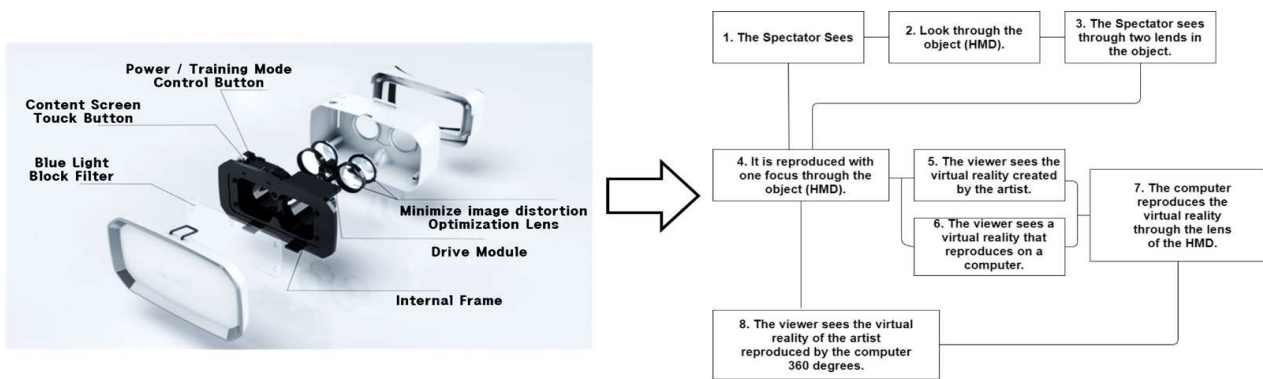 Power / Training Mode
Control Button
Content Screen
Touck Button
Blue Light
Block Filter
Minimize image distortion
Optimization Lens
Drive Module
Internal Frame
1. The Spectator Sees
2. Look through the
object (HMD).
3. The Spectator sees
through two lends in
the object.
4. It is reproduced with
one focus through the
object (HMD).
5. The viewer sees the
virtual reality created
by the artist.
6. The viewer sees a
virtual reality that
reproduces on a
computer.
7. The computer
reproduces the
virtual reality
through the lens
of the HMD.
8. The viewer sees the virtual
reality of the artist
reproduced by the computer
360 degrees.